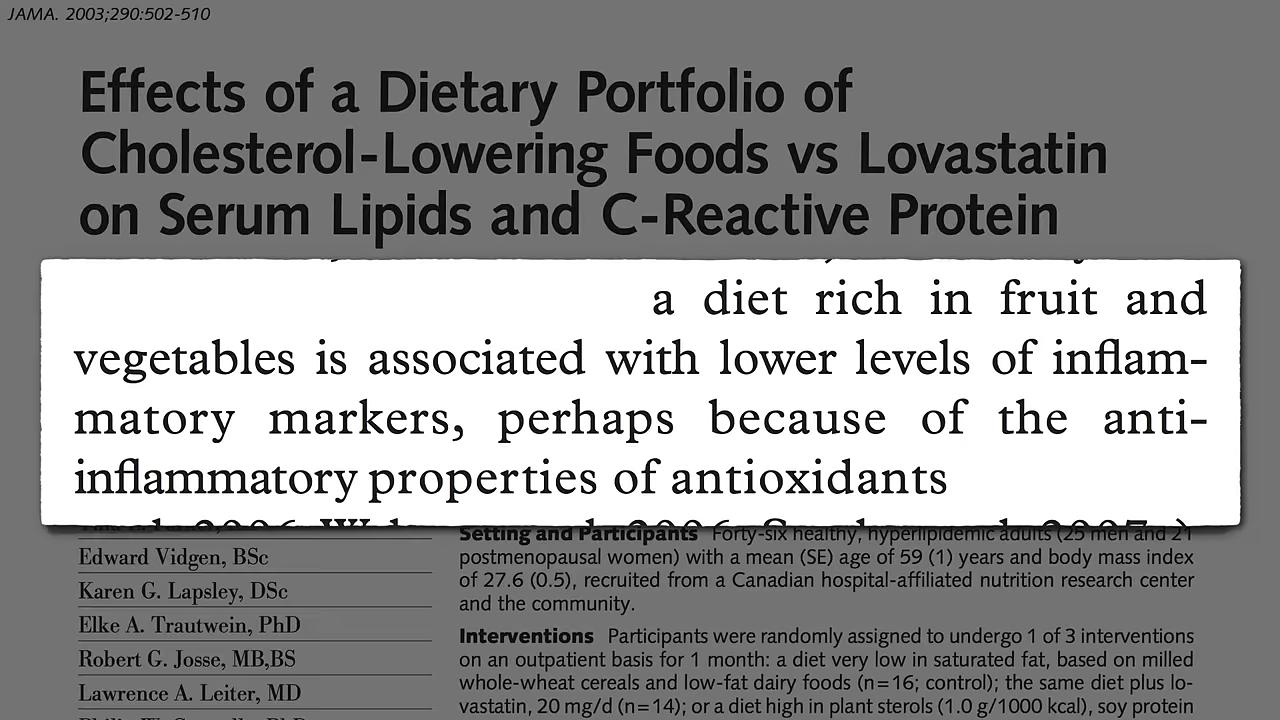 JAMA. 2003;290:502-510
Effects of a Dietary Portfolio of
Cholesterol-Lowering Foods vs Lovastatin
on Serum Lipids and C-Reactive Protein
a diet rich in fruit and
vegetables is associated with lower levels of inflam-
matory markers, perhaps because of the anti-
inflammatory properties of antioxidants
Edward Vidgen, BSc
Karen G. Lapsley, DSc
Elke A. Trautwein, PhD
Robert G. Josse, MB,BS
Lawrence A. Leiter, MD
Setting and Participants Forty-six healthy, hyperlipidemic adults (25 men and 21
postmenopausal women) with a mean (SE) age of 59 (1) years and body mass index
of 27.6 (0.5), recruited from a Canadian hospital-affiliated nutrition research center
and the community.
Interventions Participants were randomly assigned to undergo 1 of 3 interventions
on an outpatient basis for 1 month: a diet very low in saturated fat, based on milled
whole-wheat cereals and low-fat dairy foods (n=16; control); the same diet plus lo-
vastatin, 20 mg/d (n=14); or a diet high in plant sterols (1.0 g/1000 kcal), soy protein